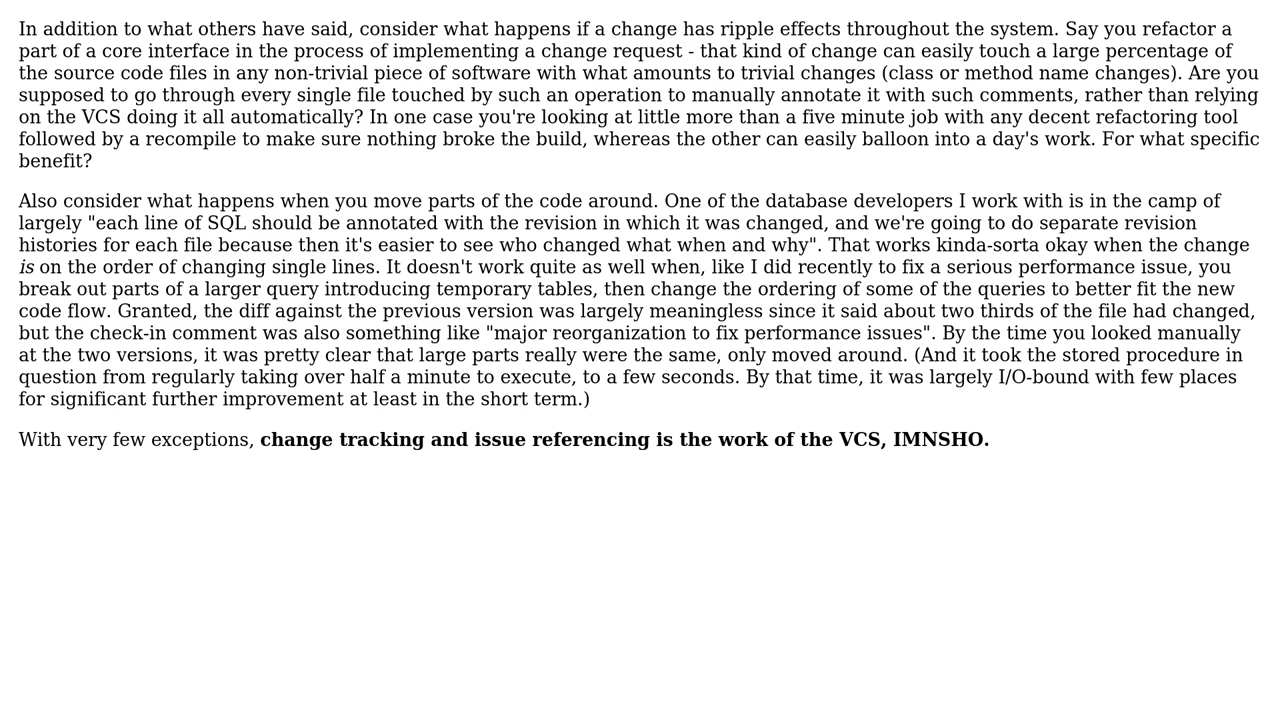 In addition to what others have said, consider what happens if a change has ripple effects throughout the system. Say you refactor a
part of a core interface in the process of implementing a change request - that kind of change can easily touch a large percentage of
the source code files in any non-trivial piece of software with what amounts to trivial changes (class or method name changes). Are you
supposed to go through every single file touched by such an operation to manually annotate it with such comments, rather than relying
on the VCS doing it all automatically? In one case you're looking at little more than a five minute job with any decent refactoring tool
followed by a recompile to make sure nothing broke the build, whereas the other can easily balloon into a day's work. For what specific
benefit?
Also consider what happens when you move parts of the code around. One of the database developers I work with is in the camp of
largely "each line of SQL should be annotated with the revision in which it was changed, and we're going to do separate revision
histories for each file because then it's easier to see who changed what when and why". That works kinda-sorta okay when the change
is on the order of changing single lines. It doesn't work quite as well when, like I did recently to fix a serious performance issue, you
break out parts of a larger query introducing temporary tables, then change the ordering of some of the queries to better fit the new
code flow. Granted, the diff against the previous version was largely meaningless since it said about two thirds of the file had changed,
but the check-in comment was also something like "major reorganization to fix performance issues". By the time you looked manually
at the two versions, it was pretty clear that large parts really were the same, only moved around. (And it took the stored procedure in
question from regularly taking over half a minute to execute, to a few seconds. By that time, it was largely I/O-bound with few places
for significant further improvement at least in the short term.)
With very few exceptions, change tracking and issue referencing is the work of the VCS, IMNSHO.